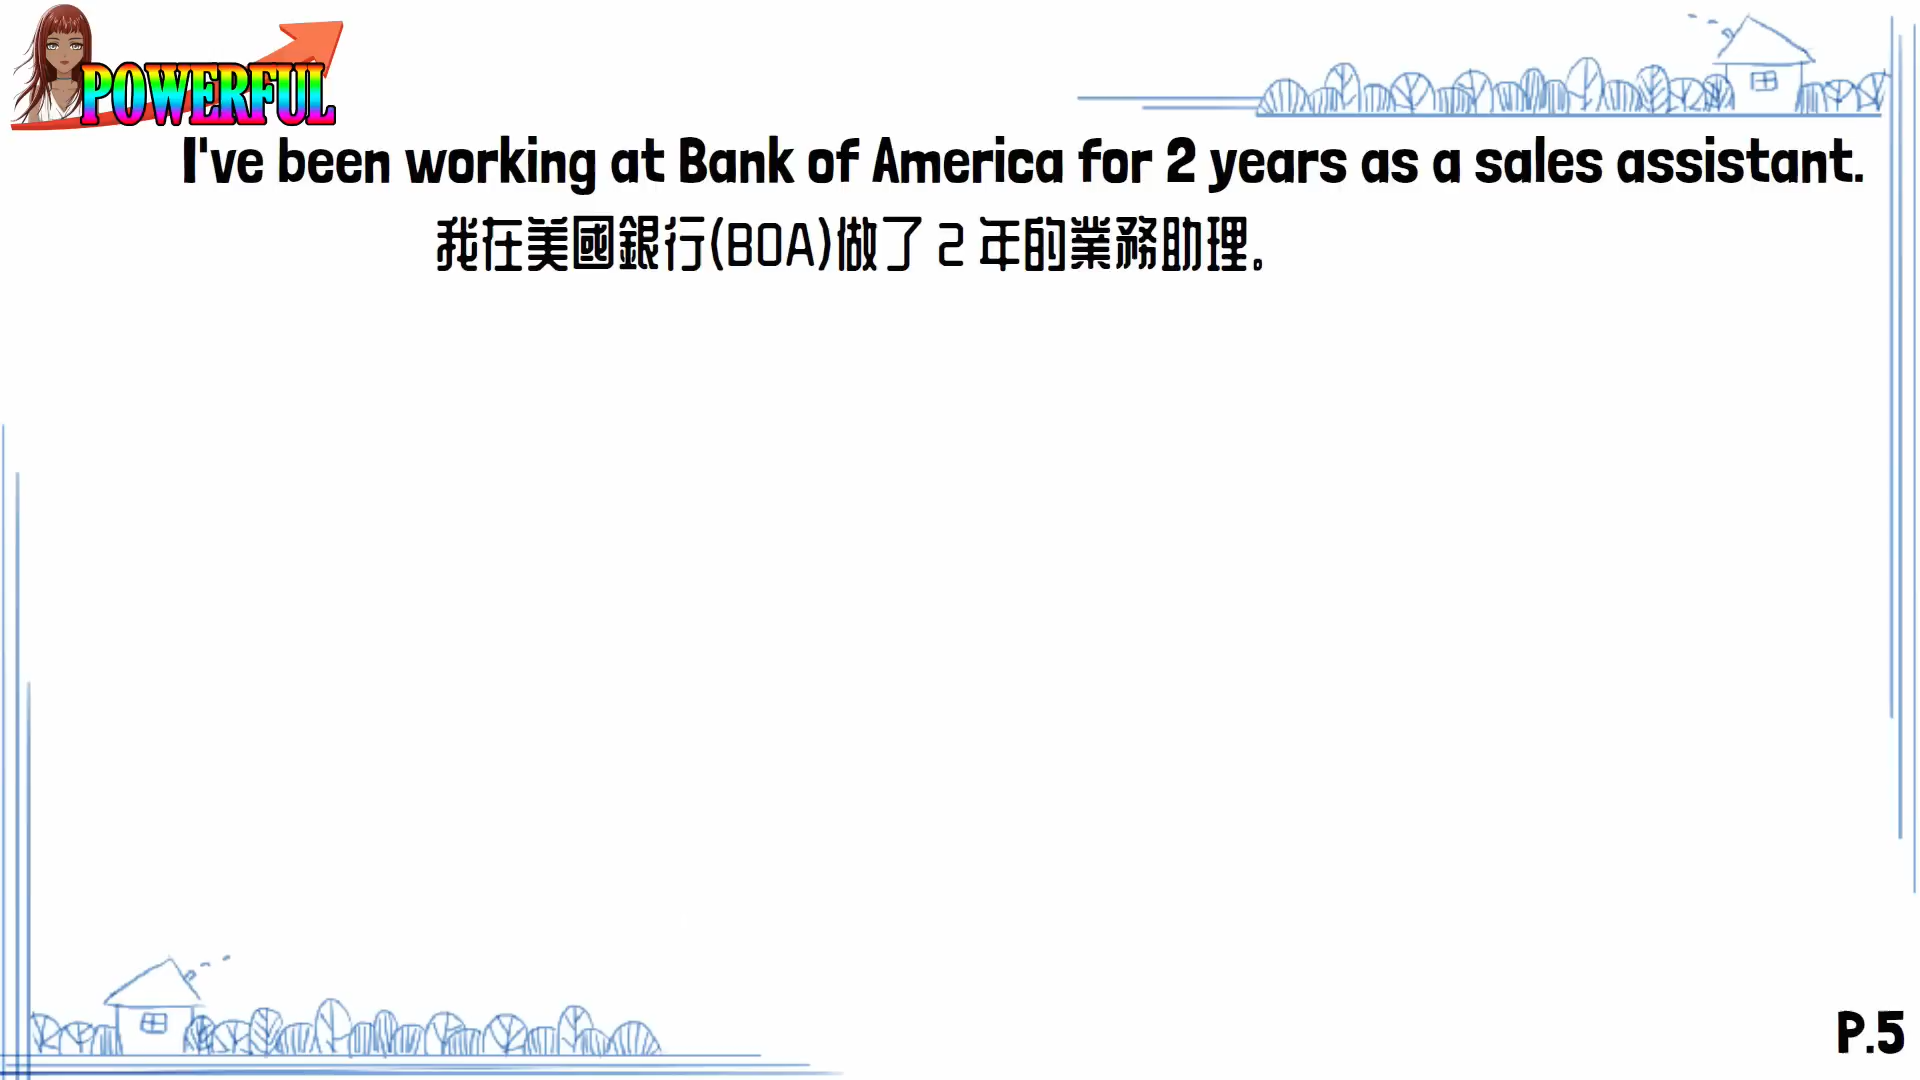 POWERFUL
I've been working at Bank of America for 2 years as a sales assistant.
我在美國銀行(BOA)做了 2 年的業務助理。
P.5